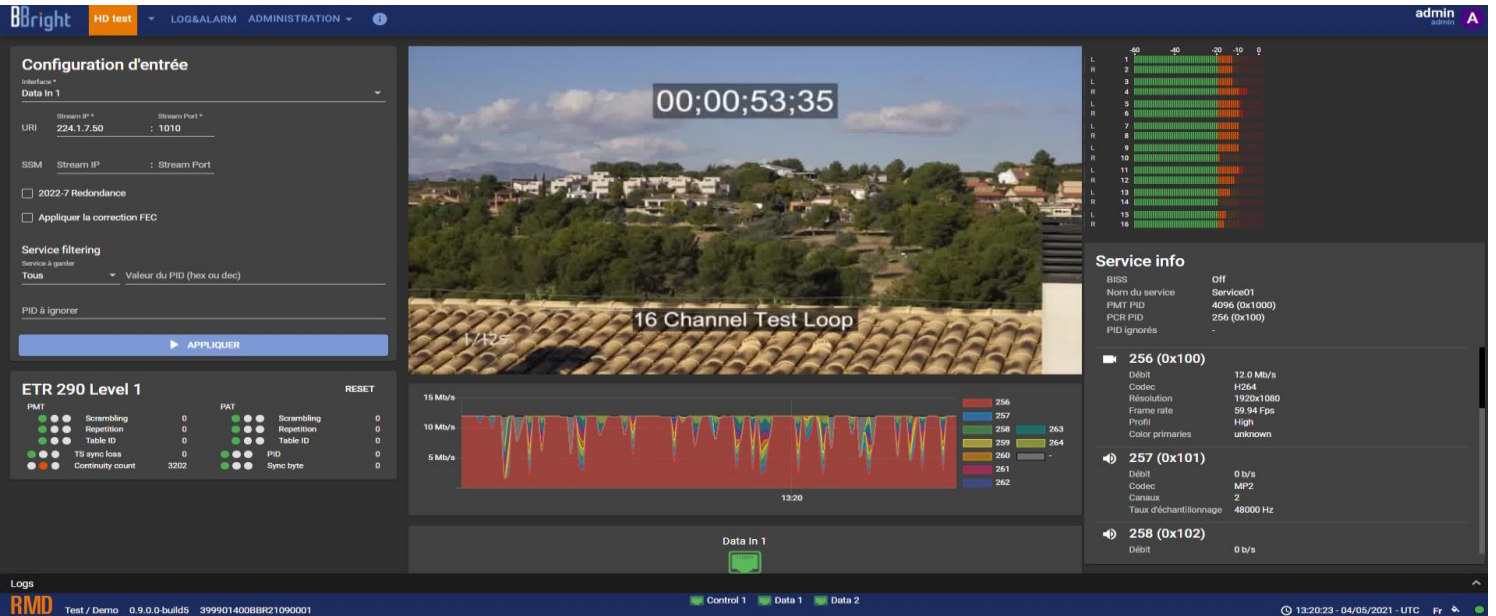 BBright HD test LOG&ALARM ADMINISTRATION admin
admin A
Configuration d'entrée
Interface *
Data In 1
Stream IP * Stream Port *
URI 224.1.7.50 : 1010
SSM Stream IP : Stream Port
2022-7 Redondance
Appliquer la correction FEC
Service filtering
Service à garder
Tous Valeur du PID (hex ou dec)
PID à ignorer
APPLIQUER
ETR 290 Level 1 RESET
PMT PAT
Scrambling 0 Scrambling 0
Repetition 0 Repetition 0
Table ID 0 Table ID 0
TS sync loss 0 PID 0
Continuity count 3202 Sync byte 0
00;00;53;35
16 Channel Test Loop
1/125
15 Mb/s
10 Mb/s
5 Mb/s
13:20
256
257
258 263
259 264
260 -
261
262
Data In 1
-60 -40 -20 -10 0
L 1
R 2
L 3
R 4
L 5
R 6
L 7
R 8
L 9
R 10
L 11
R 12
L 13
R 14
L 15
R 16
Service info
BISS Off
Nom du service Service01
PMT PID 4096 (0x1000)
PCR PID 256 (0x100)
PID ignorés -
256 (0x100)
Débit 12.0 Mb/s
Codec H264
Résolution 1920x1080
Frame rate 59.94 Fps
Profil High
Color primaries unknown
257 (0x101)
Débit 0 b/s
Codec MP2
Canaux 2
Taux d'échantillonnage 48000 Hz
258 (0x102)
Débit 0 b/s
Logs
RMD Test / Demo 0.9.0.0-build5 399901400BBR21090001 Control 1 Data 1 Data 2 13:20:23 - 04/05/2021 - UTC Fr